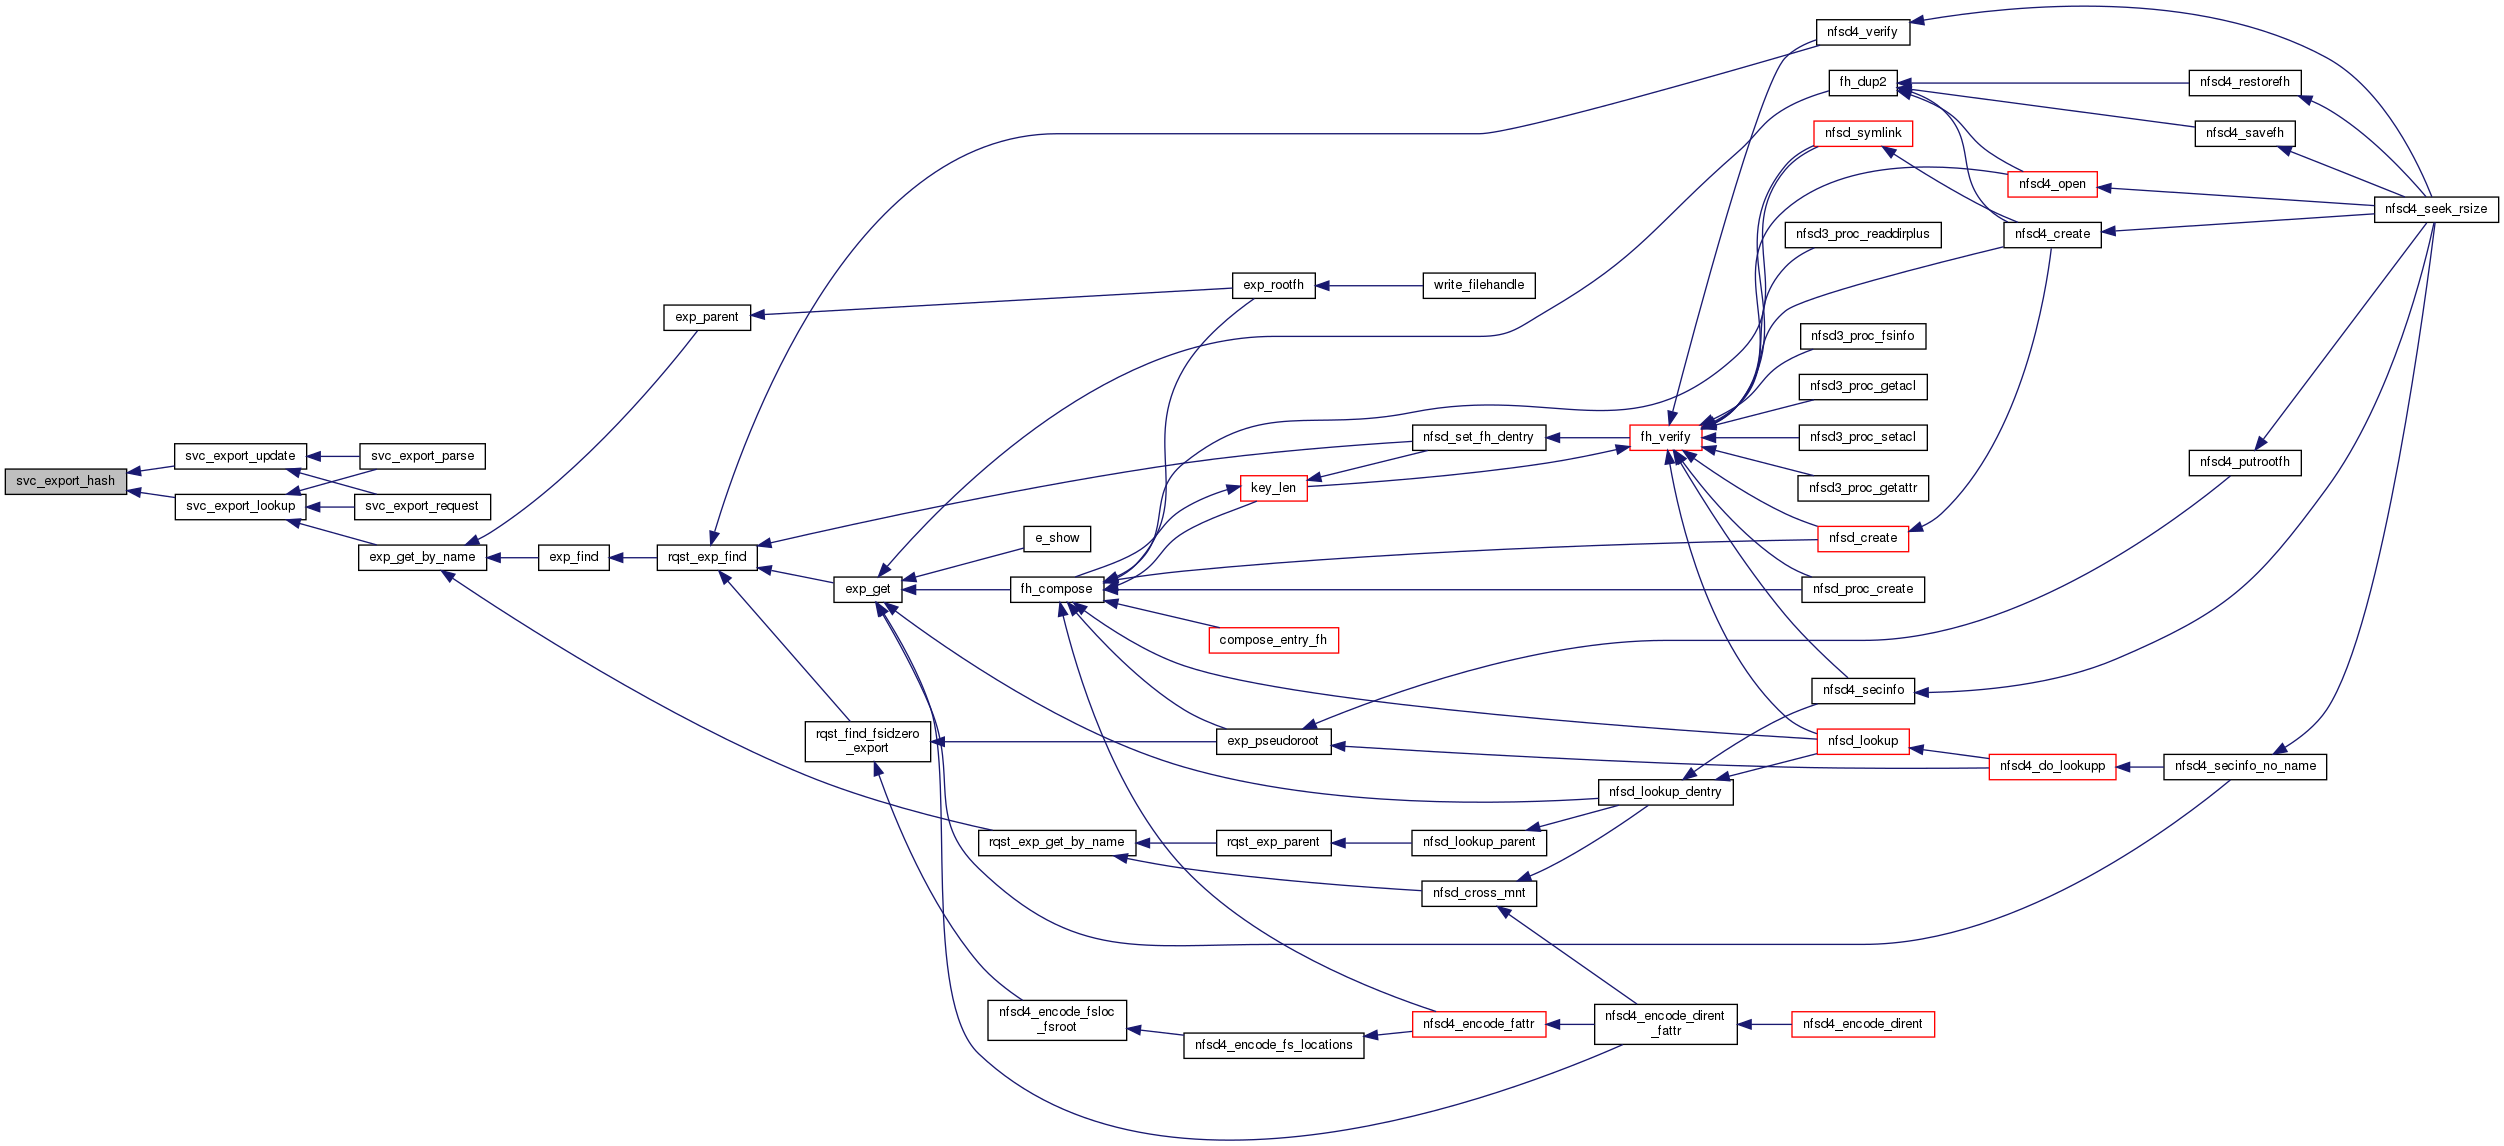 svc_export_hash
svc_export_update
svc_export_lookup
svc_export_parse
svc_export_request
exp_get_by_name
exp_parent
exp_find
rqst_exp_find
exp_get
rqst_find_fsidzero
_export
e_show
fh_compose
rqst_exp_get_by_name
nfsd4_encode_fsloc
_fsroot
exp_rootfh
key_len
compose_entry_fh
exp_pseudoroot
rqst_exp_parent
nfsd4_encode_fs_locations
write_filehandle
nfsd_set_fh_dentry
nfsd_lookup_parent
nfsd_cross_mnt
nfsd4_encode_fattr
fh_verify
nfsd_lookup_dentry
nfsd4_encode_dirent
_fattr
nfsd4_verify
fh_dup2
nfsd_symlink
nfsd3_proc_readdirplus
nfsd3_proc_fsinfo
nfsd3_proc_getacl
nfsd3_proc_setacl
nfsd3_proc_getattr
nfsd_create
nfsd_proc_create
nfsd4_secinfo
nfsd_lookup
nfsd4_encode_dirent
nfsd4_open
nfsd4_create
nfsd4_do_lookupp
nfsd4_restorefh
nfsd4_savefh
nfsd4_putrootfh
nfsd4_secinfo_no_name
nfsd4_seek_rsize